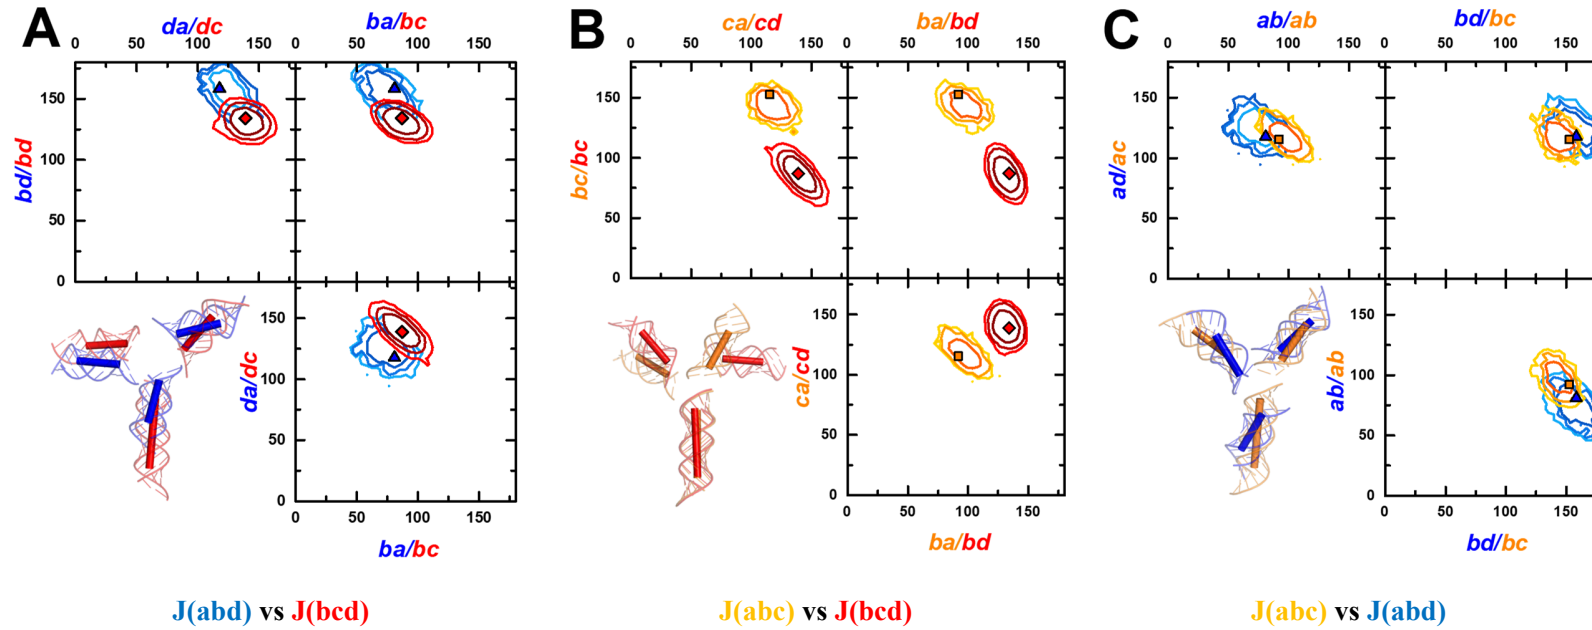 A
da/dc
ba/bc
0 50 100 150
0 50 100 150
bd/bd
150
100
50
0
da/dc
150
100
50
0
0 50 100 150
ba/bc
J(abd) vs J(bcd)
B
ca/cd
ba/bd
0 50 100 150
0 50 100 150
bc/bc
150
100
50
0
ca/cd
150
100
50
0
0 50 100 150
ba/bd
J(abc) vs J(bcd)
C
ab/ab
bd/bc
0 50 100 150
0 50 100 150
ad/ac
150
100
50
0
ab/ab
150
100
50
0
0 50 100 150
bd/bc
J(abc) vs J(abd)